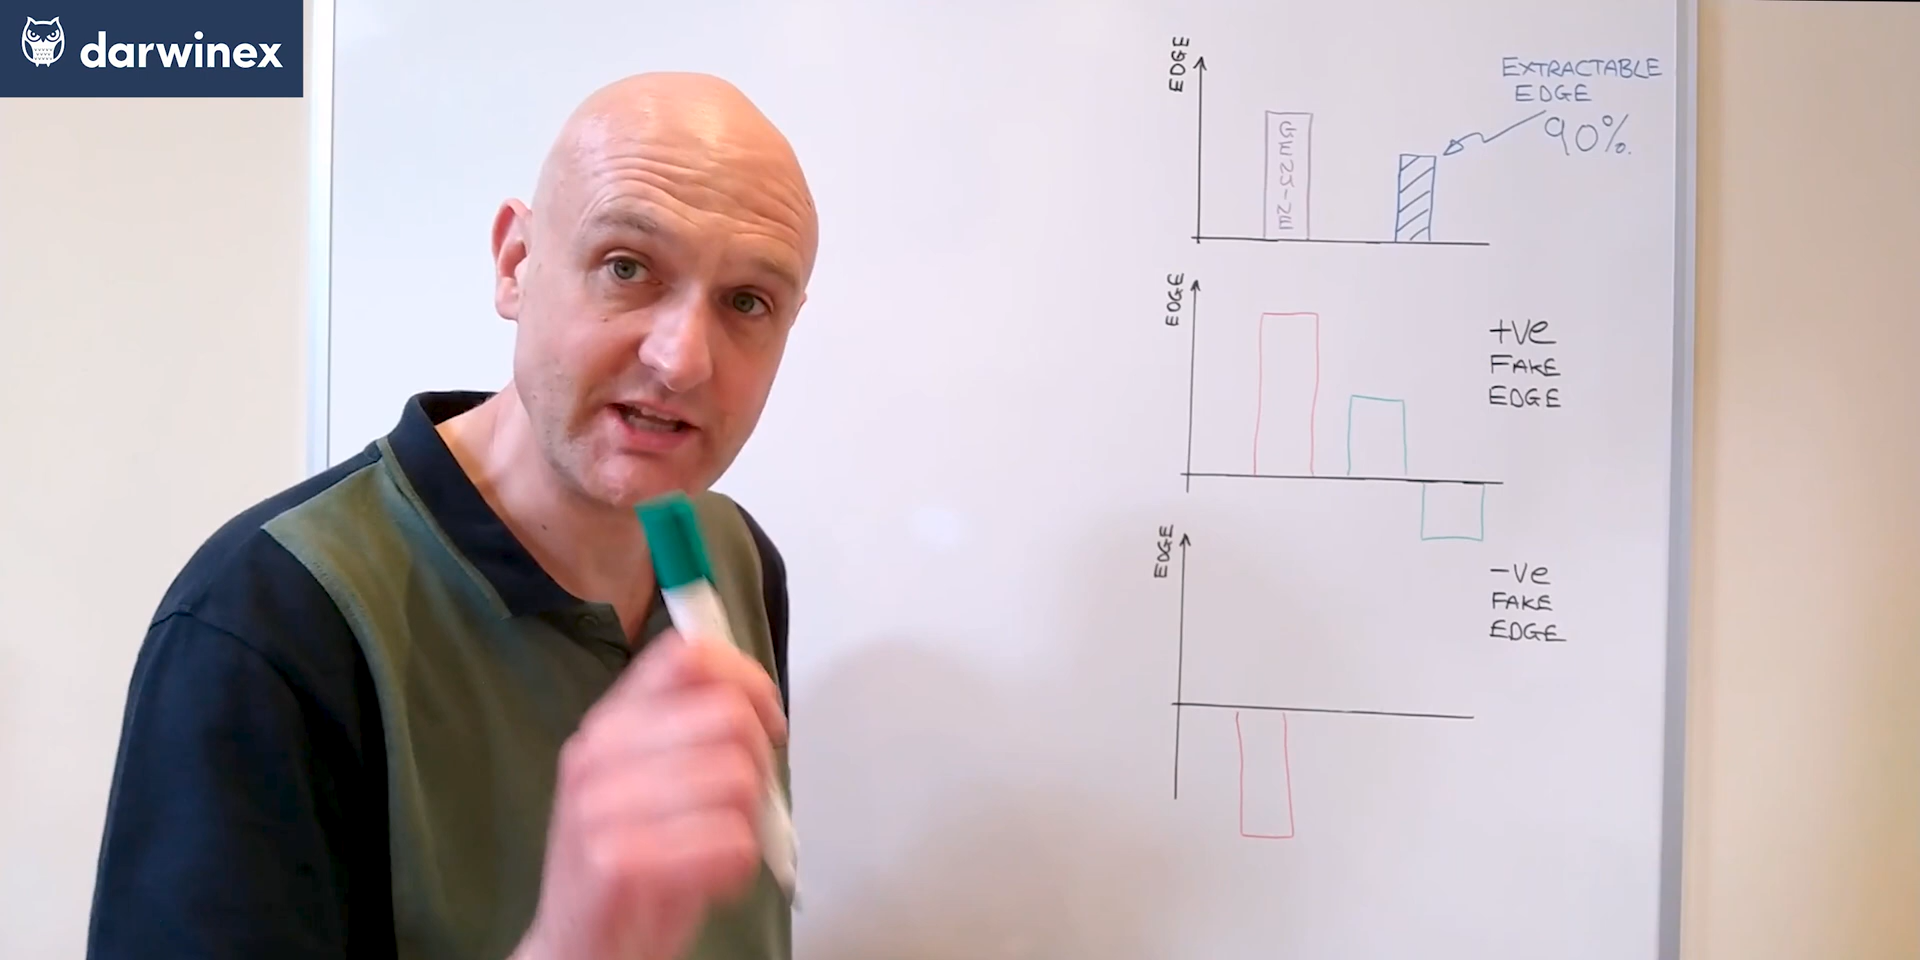 darwinex
EDGE
GENUINE
EXTRACTABLE
EDGE
90%.
EDGE
+ve
FAKE
EDGE
EDGE
-ve
FAKE
EDGE